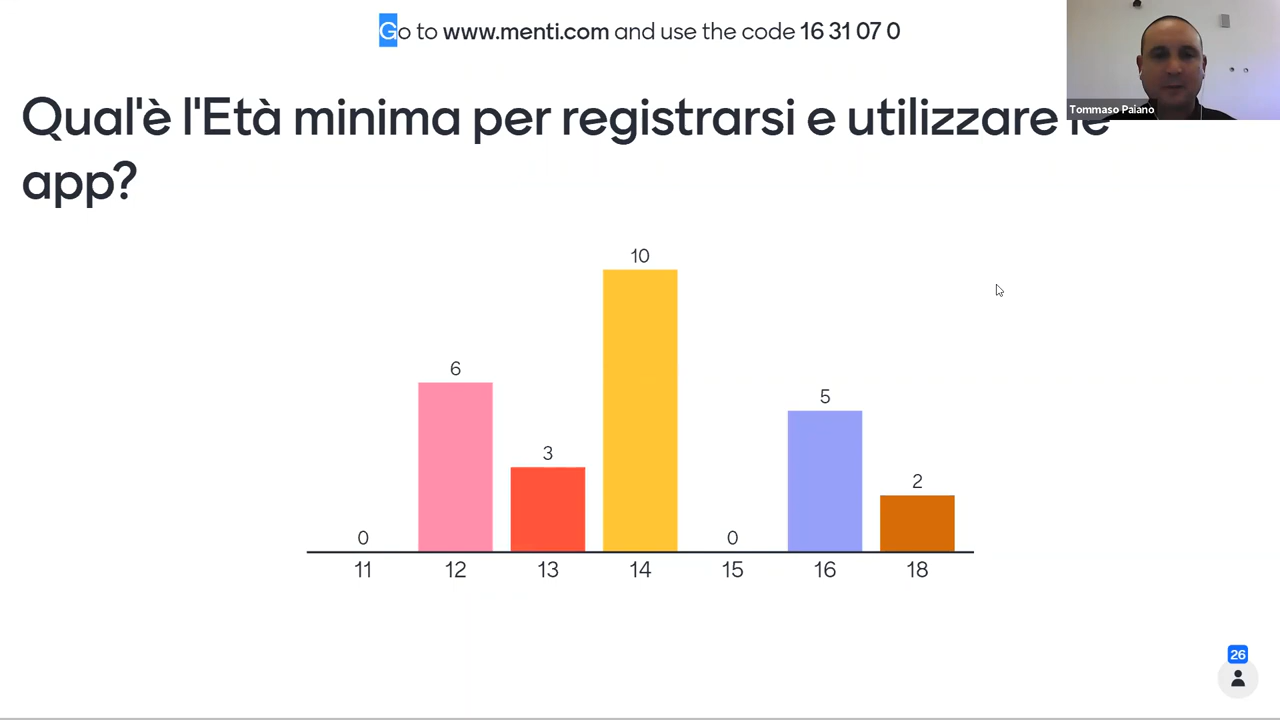 Go to www.menti.com and use the code 16 31 07 0
Tommaso Paiano
Qual'è l'Età minima per registrarsi e utilizzare le
app?
10
6
5
3
2
0
0
11 12 13 14 15 16 18
26